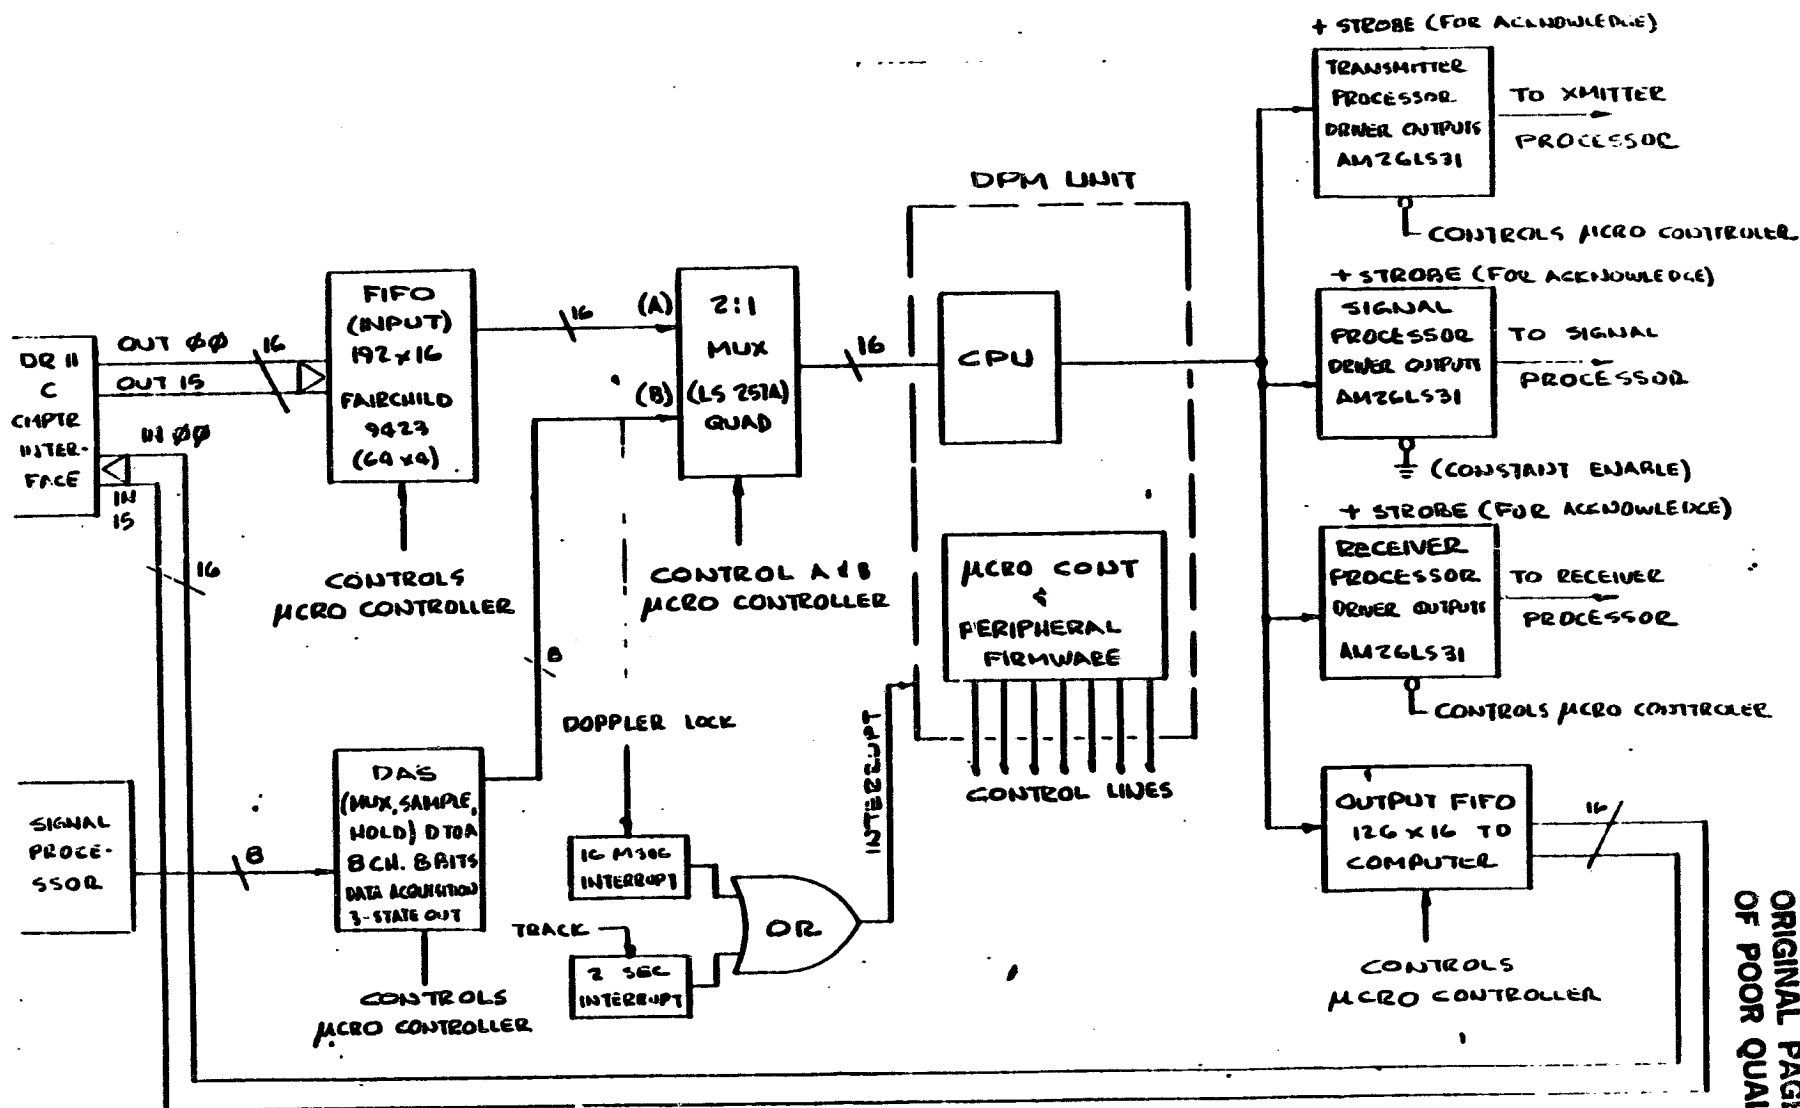 + STROBE (FOR ACKNOWLEDGE)
TRANSMITTER
PROCESSOR
DRIVER OUTPUTS
AM26LS31
TO XMITTER
PROCESSOR
CONTROLS μCRO CONTROLER
DPM UNIT
+ STROBE (FOR ACKNOWLEDGE)
SIGNAL
PROCESSOR
DRIVER OUTPUTS
AM26LS31
TO SIGNAL
PROCESSOR
(CONSTANT ENABLE)
+ STROBE (FOR ACKNOWLEDGE)
RECEIVER
PROCESSOR
DRIVER OUTPUTS
AM26LS31
TO RECEIVER
PROCESSOR
CONTROLS μCRO CONTROLER
DR 11
C
CMPTR
INTER-
FACE
OUT ØØ
OUT 15
16
IN ØØ
IN
15
16
FIFO
(INPUT)
192 x 16
FAIRCHILD
9423
(64 x 4)
CONTROLS
μCRO CONTROLLER
16
(A)
(B)
2:1
MUX
(LS 257A)
QUAD
CONTROL A & B
μCRO CONTROLLER
16
CPU
μCRO CONT
&
PERIPHERAL
FIRMWARE
CONTROL LINES
8
DOPPLER LOCK
INTERRUPT
SIGNAL
PROCE-
SSOR
8
DAS
(MUX, SAMPLE,
HOLD) D TO A
8 CH. 8 BITS
DATA ACQUISITION
3-STATE OUT
CONTROLS
μCRO CONTROLLER
16 MSEC
INTERRUPT
TRACK
2 SEC
INTERRUPT
OR
OUTPUT FIFO
126 x 16 TO
COMPUTER
16
CONTROLS
μCRO CONTROLLER
ORIGINAL PAGE
OF POOR QUAL